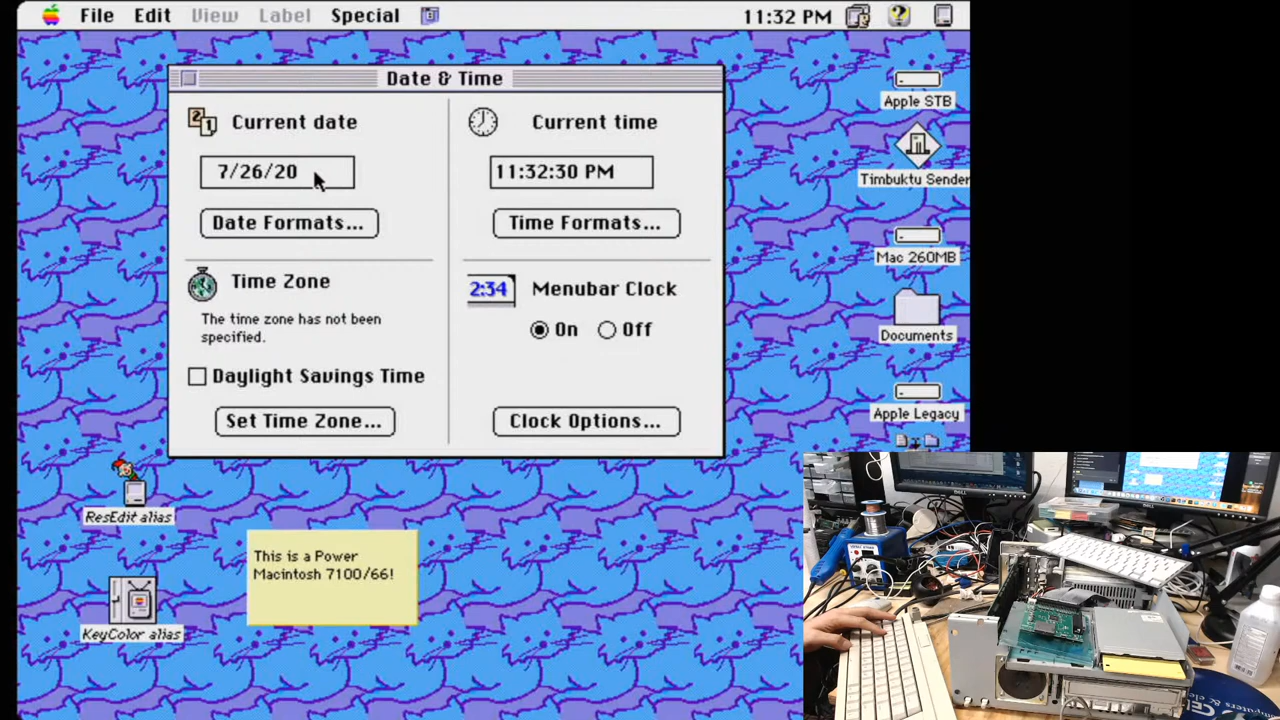 File Edit View Label Special
11:32 PM
Date & Time
Current date
7/26/20
Date Formats...
Current time
11:32:30 PM
Time Formats...
Time Zone
The time zone has not been
specified.
Daylight Savings Time
Set Time Zone...
2:34
Menubar Clock
On Off
Clock Options...
Apple STB
Timbuktu Sender
Mac 260MB
Documents
Apple Legacy
ResEdit alias
This is a Power
Macintosh 7100/66!
KeyColor alias
DELL
DELL